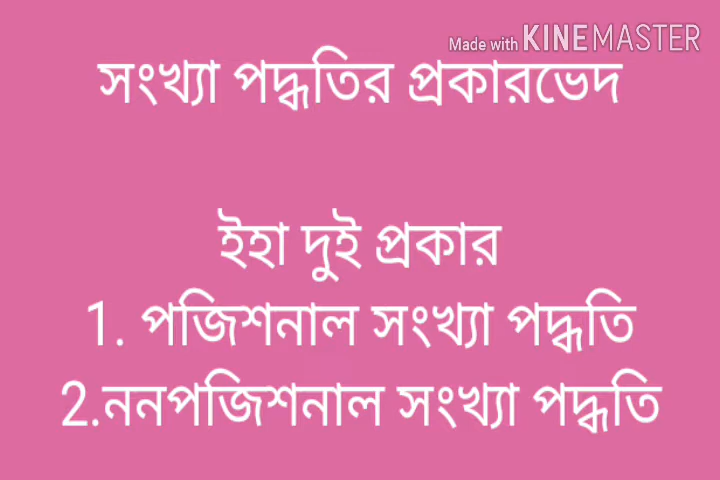 Made with KINEMASTER
সংখ্যা পদ্ধতির প্রকারভেদ
ইহা দুই প্রকার
1. পজিশনাল সংখ্যা পদ্ধতি
2.ননপজিশনাল সংখ্যা পদ্ধতি